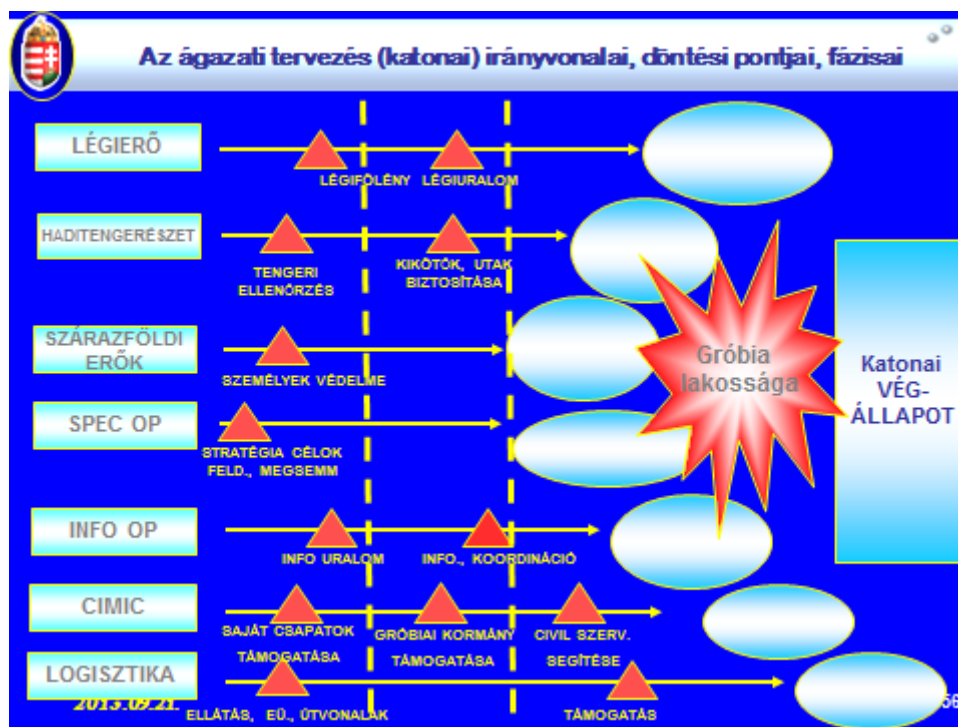 Az ágazati tervezés (katonai) irányvonalai, döntési pontjai, fázisai
LÉGIERŐ
LÉGIFÖLÉNY LÉGIURALOM
HADITENGERÉSZET
TENGERI
ELLENŐRZÉS
KIKÖTŐK, UTAK
BIZTOSÍTÁSA
SZÁRAZFÖLDI
ERŐK
SZEMÉLYEK VÉDELME
Gróbia
lakossága
Katonai
VÉG-
ÁLLAPOT
SPEC OP
STRATÉGIA CÉLOK
FELD., MEGSEMM
INFO OP
INFO URALOM
INFO., KOORDINÁCIÓ
CIMIC
SAJÁT CSAPATOK
TÁMOGATÁSA
GRÓBIAI KORMÁNY
TÁMOGATÁSA
CIVIL SZERV.
SEGÍTÉSE
LOGISZTIKA
ELLÁTÁS, EÜ., ÚTVONALAK
TÁMOGATÁS
2013.09.21.
56